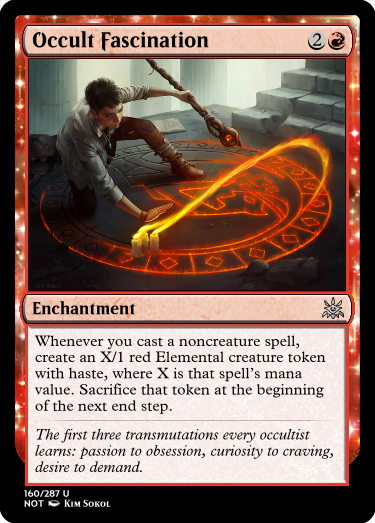 Occult Fascination 2
Enchantment
Whenever you cast a noncreature spell,
create an X/1 red Elemental creature token
with haste, where X is that spell's mana
value. Sacrifice that token at the beginning
of the next end step.
The first three transmutations every occultist
learns: passion to obsession, curiosity to craving,
desire to demand.
160/287 U
NOT Kim Sokol